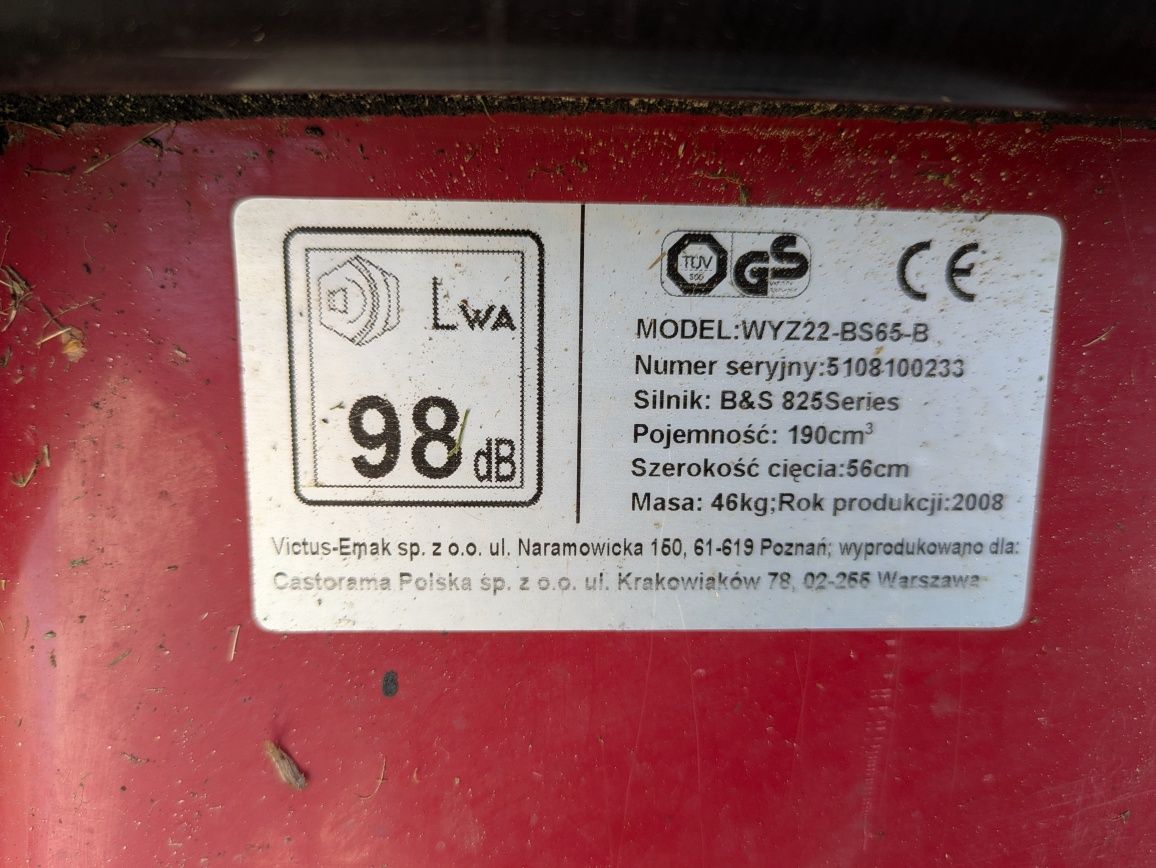 LWA
98 dB
TÜV
GS
CE
MODEL:WYZ22-BS65-B
Numer seryjny:5108100233
Silnik: B&S 825Series
Pojemność: 190cm³
Szerokość cięcia:56cm
Masa: 46kg;Rok produkcji:2008
Victus-Emak sp. z o.o. ul. Naramowicka 150, 61-619 Poznań; wyprodukowano dla:
Castorama Polska sp. z o.o. ul. Krakowiaków 78, 02-255 Warszawa